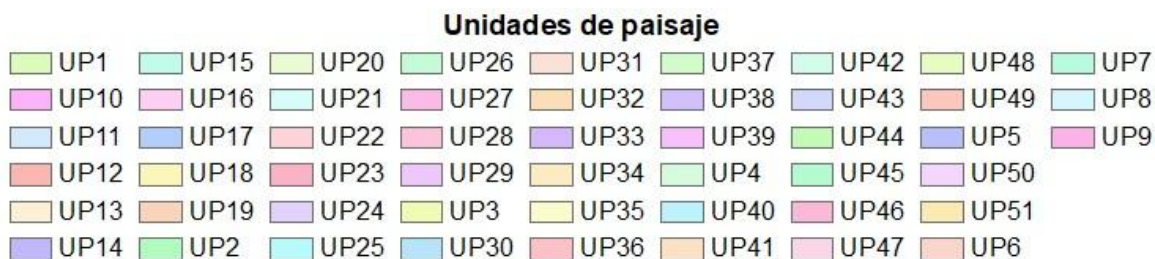 Unidades de paisaje
UP1 UP15 UP20 UP26 UP31 UP37 UP42 UP48 UP7
UP10 UP16 UP21 UP27 UP32 UP38 UP43 UP49 UP8
UP11 UP17 UP22 UP28 UP33 UP39 UP44 UP5 UP9
UP12 UP18 UP23 UP29 UP34 UP4 UP45 UP50
UP13 UP19 UP24 UP3 UP35 UP40 UP46 UP51
UP14 UP2 UP25 UP30 UP36 UP41 UP47 UP6